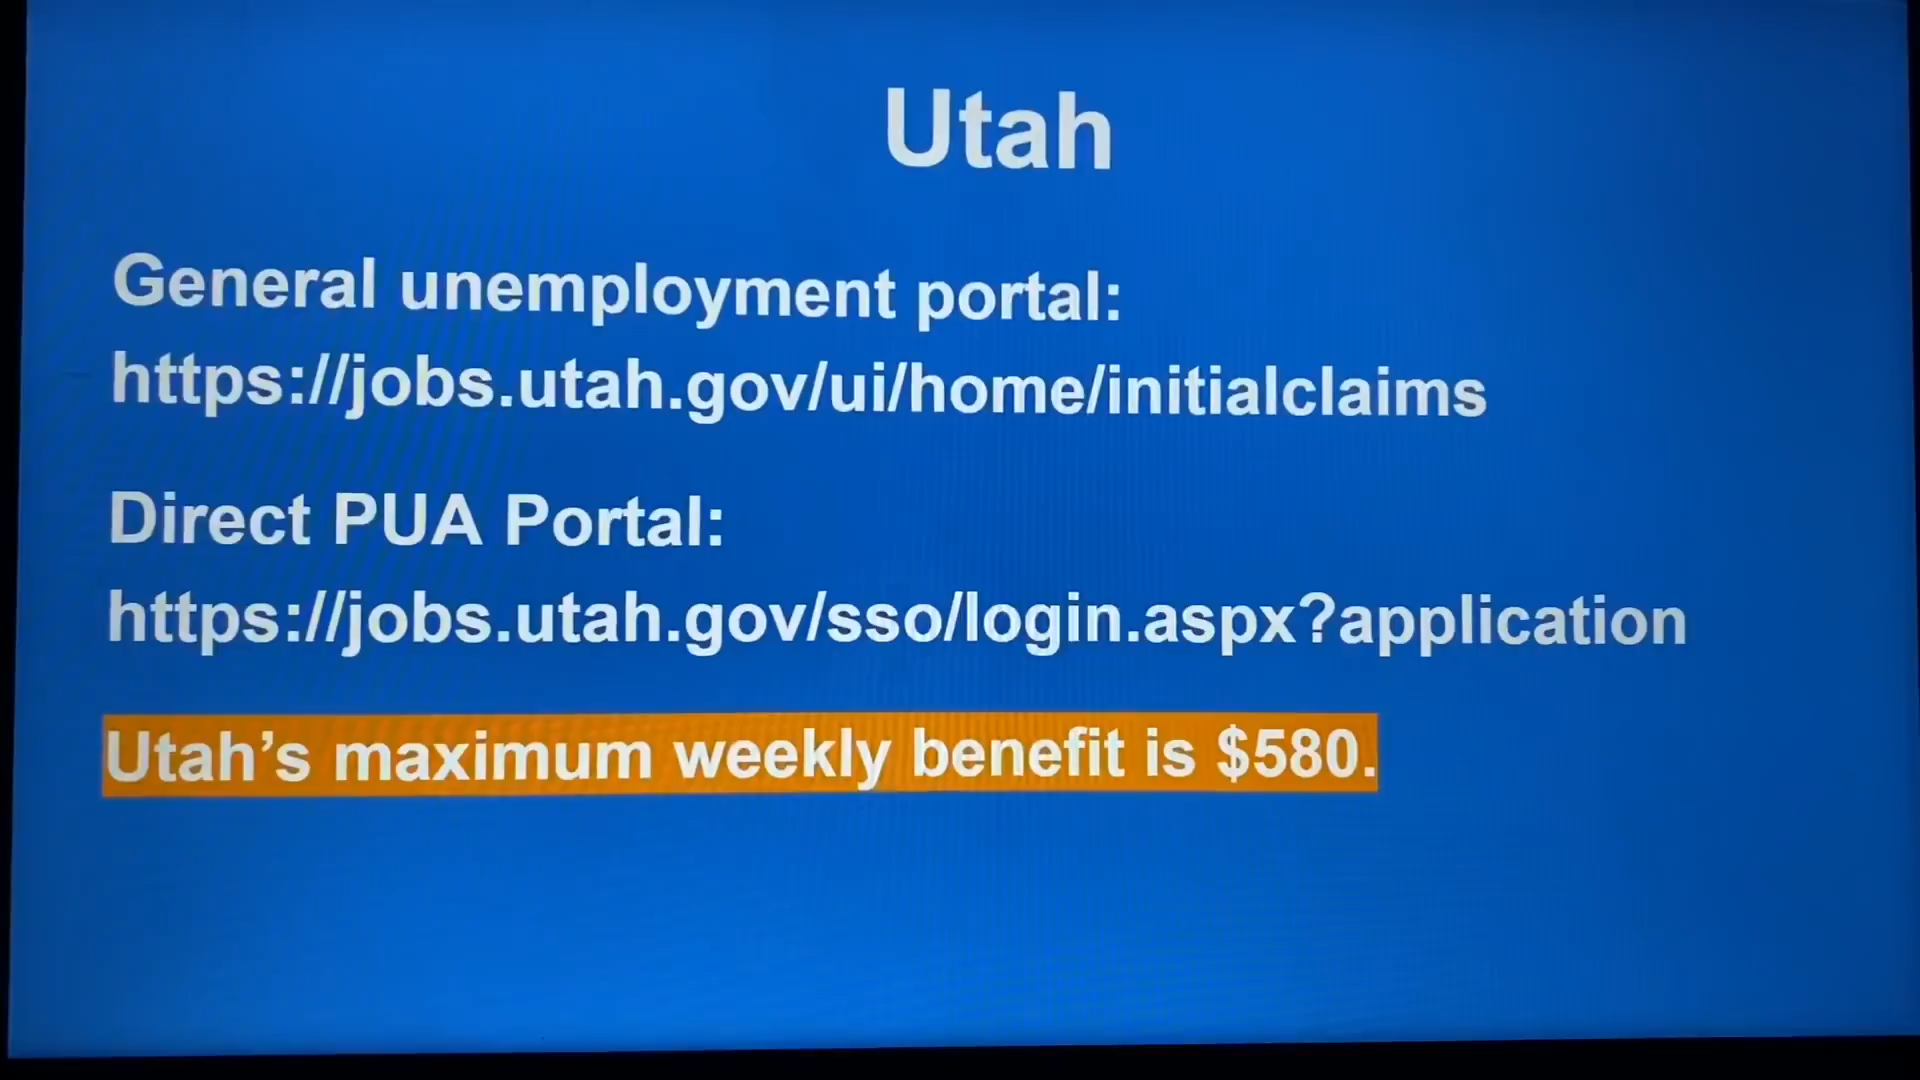 Utah
General unemployment portal:
https://jobs.utah.gov/ui/home/initialclaims
Direct PUA Portal:
https://jobs.utah.gov/sso/login.aspx?application
Utah’s maximum weekly benefit is $580.